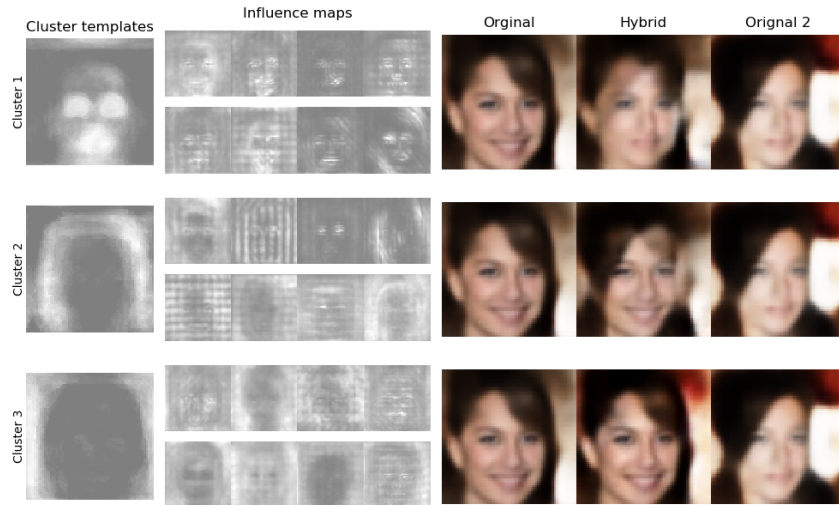 Cluster templates
Influence maps
Orginal
Hybrid
Orignal 2
Cluster 1
Cluster 2
Cluster 3